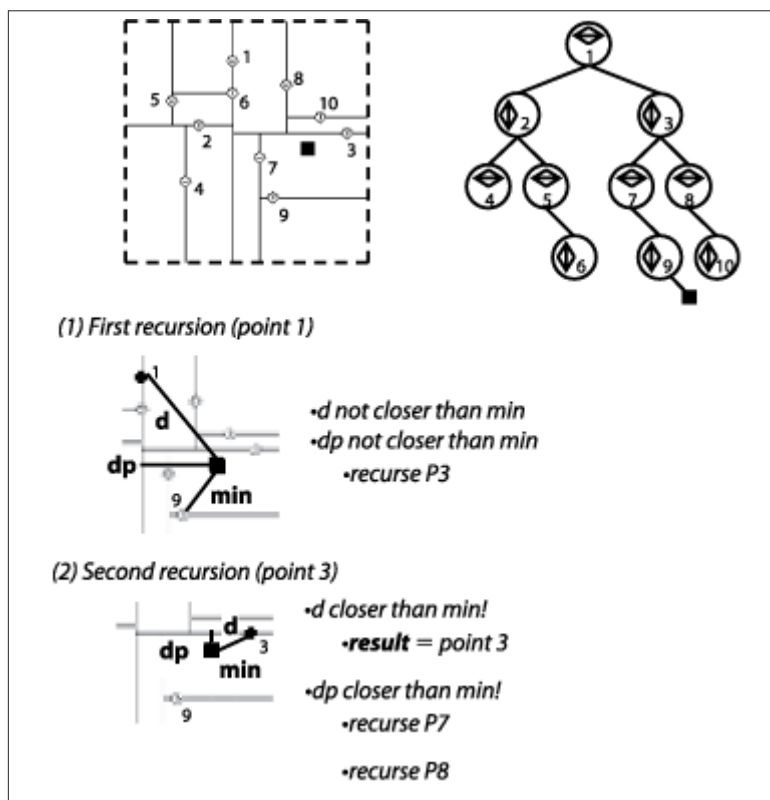 1
8
5
6
10
2
3
7
4
9
1
2
3
4
5
7
8
6
9
10
(1) First recursion (point 1)
1
d
dp
9
min
•d not closer than min
•dp not closer than min
•recurse P3
(2) Second recursion (point 3)
d
dp
3
min
9
•d closer than min!
•result = point 3
•dp closer than min!
•recurse P7
•recurse P8